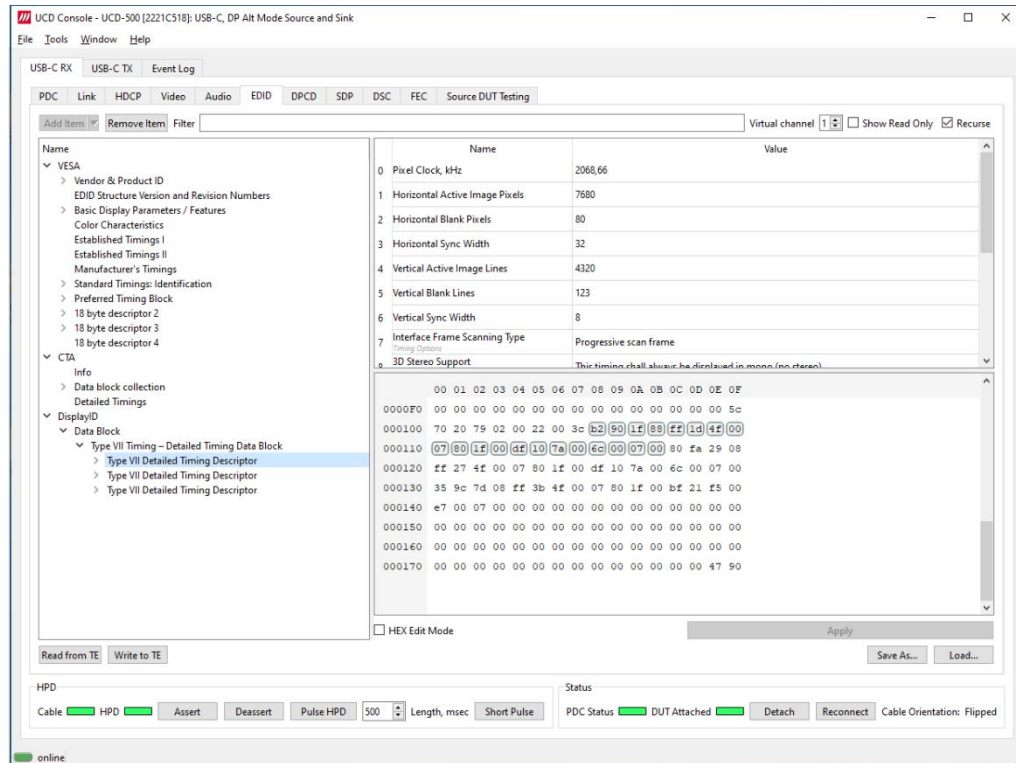 UCD Console - UCD-500 [2221C518]: USB-C, DP Alt Mode Source and Sink
File Tools Window Help
USB-C RX USB-C TX Event Log
PDC Link HDCP Video Audio EDID DPCD SDP DSC FEC Source DUT Testing
Add Item Remove Item Filter Virtual channel 1 Show Read Only Recurse
Name
VESA
Vendor & Product ID
EDID Structure Version and Revision Numbers
Basic Display Parameters / Features
Color Characteristics
Established Timings I
Established Timings II
Manufacturer's Timings
Standard Timings: Identification
Preferred Timing Block
18 byte descriptor 2
18 byte descriptor 3
18 byte descriptor 4
CTA
Info
Data block collection
Detailed Timings
DisplayID
Data Block
Type VII Timing – Detailed Timing Data Block
Type VII Detailed Timing Descriptor
Type VII Detailed Timing Descriptor
Type VII Detailed Timing Descriptor
Name Value
0 Pixel Clock, kHz 2068,66
1 Horizontal Active Image Pixels 7680
2 Horizontal Blank Pixels 80
3 Horizontal Sync Width 32
4 Vertical Active Image Lines 4320
5 Vertical Blank Lines 123
6 Vertical Sync Width 8
7 Interface Frame Scanning Type Progressive scan frame
Timing Options
3D Stereo Support This timing shall always be displayed in mono (no stereo)
00 01 02 03 04 05 06 07 08 09 0A 0B 0C 0D 0E 0F
0000F0 00 00 00 00 00 00 00 00 00 00 00 00 00 00 00 5c
000100 70 20 79 02 00 22 00 3c b2 90 1f 88 ff 1d 4f 00
000110 07 80 1f 00 df 10 7a 00 6c 00 07 00 80 fa 29 08
000120 ff 27 4f 00 07 80 1f 00 df 10 7a 00 6c 00 07 00
000130 35 9c 7d 08 ff 3b 4f 00 07 80 1f 00 bf 21 f5 00
000140 e7 00 07 00 00 00 00 00 00 00 00 00 00 00 00 00
000150 00 00 00 00 00 00 00 00 00 00 00 00 00 00 00 00
000160 00 00 00 00 00 00 00 00 00 00 00 00 00 00 00 00
000170 00 00 00 00 00 00 00 00 00 00 00 00 00 00 47 90
HEX Edit Mode Apply
Read from TE Write to TE Save As... Load...
HPD Status
Cable HPD Assert Deassert Pulse HPD 500 Length, msec Short Pulse PDC Status DUT Attached Detach Reconnect Cable Orientation: Flipped
online